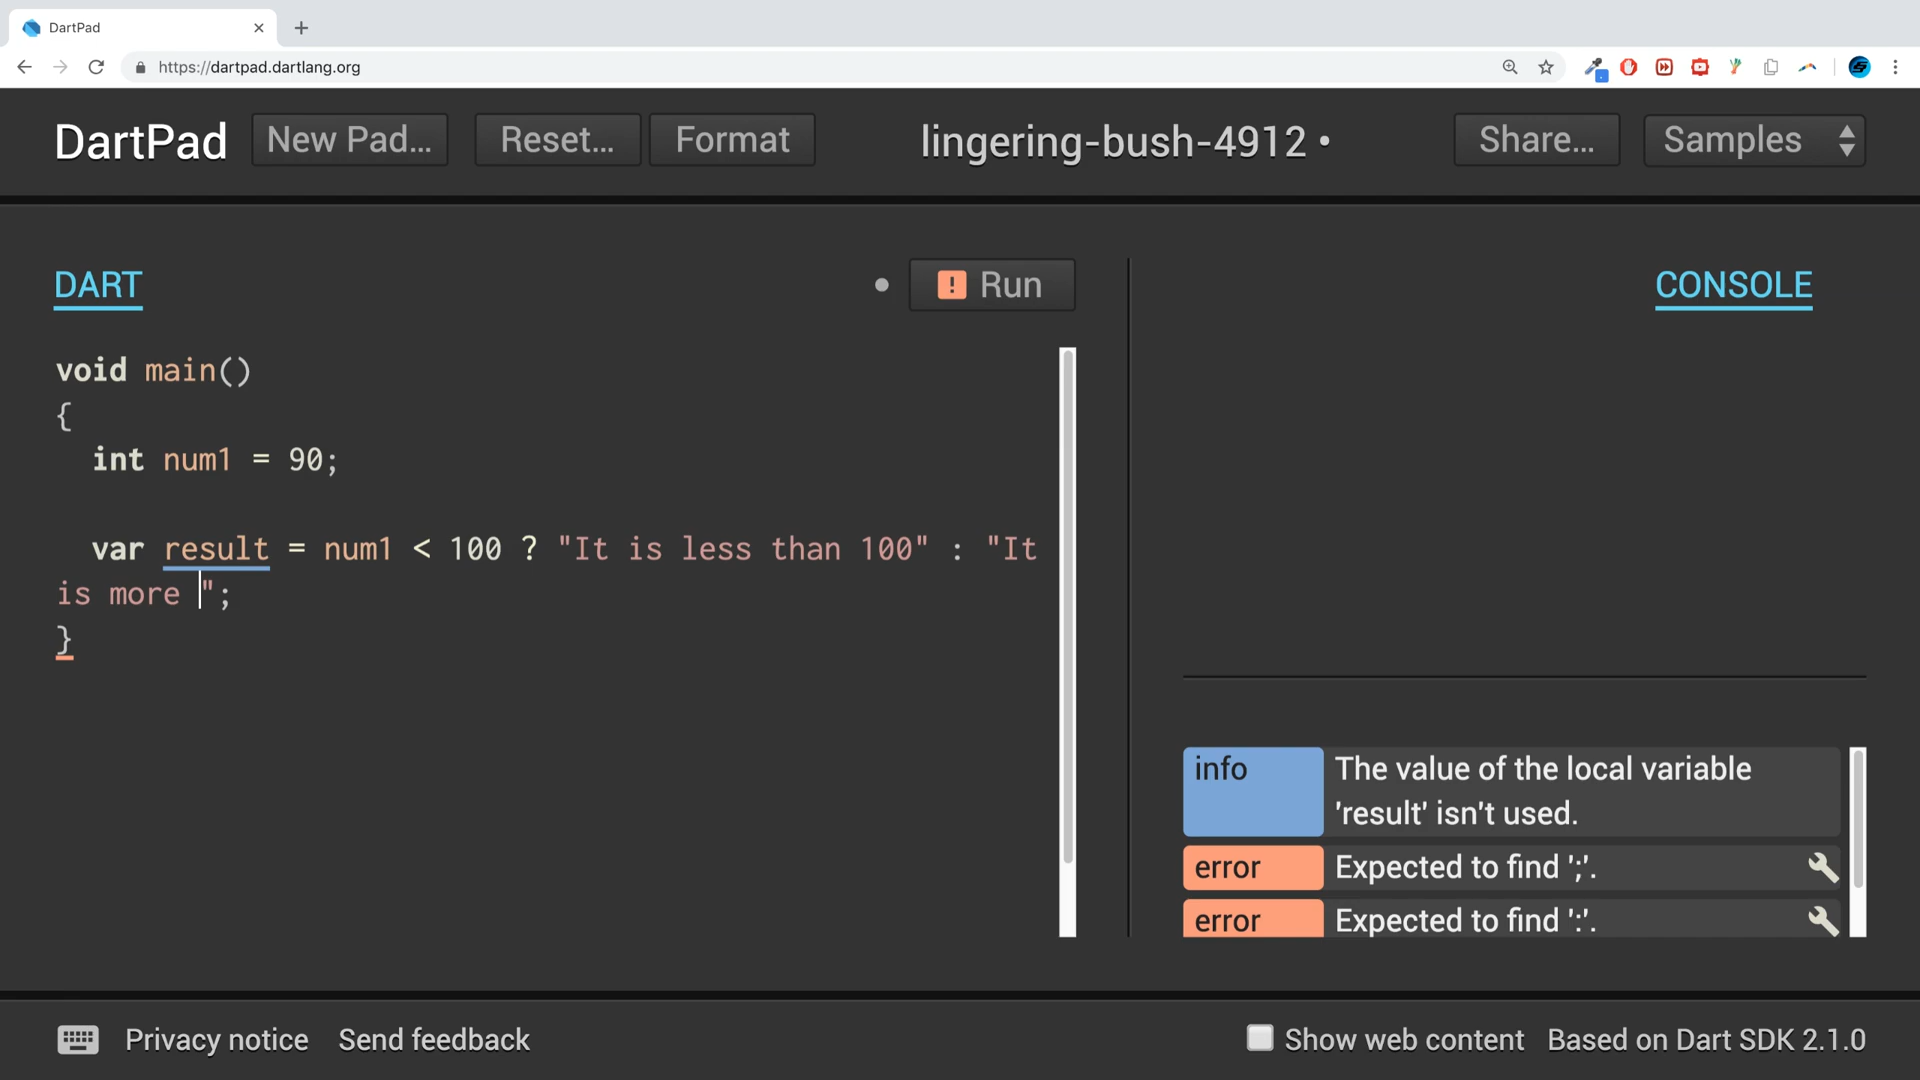 DartPad
https://dartpad.dartlang.org
DartPad
New Pad...
Reset...
Format
lingering-bush-4912 •
Share...
Samples
DART
! Run
CONSOLE
void main()
{
int num1 = 90;
var result = num1 < 100 ? "It is less than 100" : "It
is more ";
}
info
The value of the local variable
'result' isn't used.
error
Expected to find ';'.
error
Expected to find ':'.
Privacy notice
Send feedback
Show web content
Based on Dart SDK 2.1.0